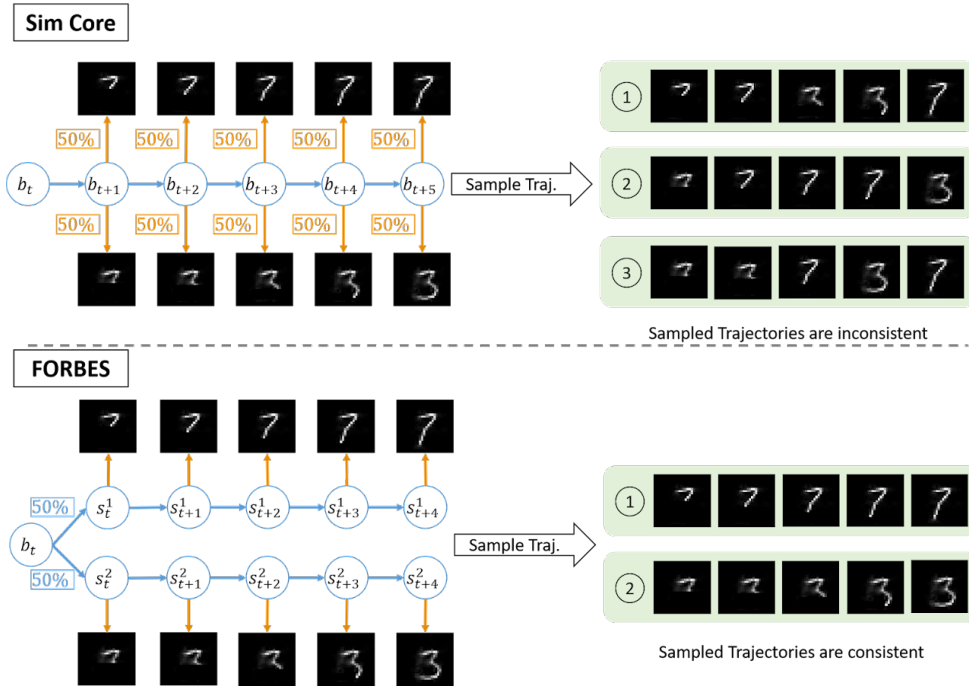 Sim Core
50% 50% 50% 50% 50%
b_t b_{t+1} b_{t+2} b_{t+3} b_{t+4} b_{t+5}
50% 50% 50% 50% 50%
Sample Traj.
1
2
3
Sampled Trajectories are inconsistent
FORBES
50%
s_t^1 s_{t+1}^1 s_{t+2}^1 s_{t+3}^1 s_{t+4}^1
b_t
50%
s_t^2 s_{t+1}^2 s_{t+2}^2 s_{t+3}^2 s_{t+4}^2
Sample Traj.
1
2
Sampled Trajectories are consistent